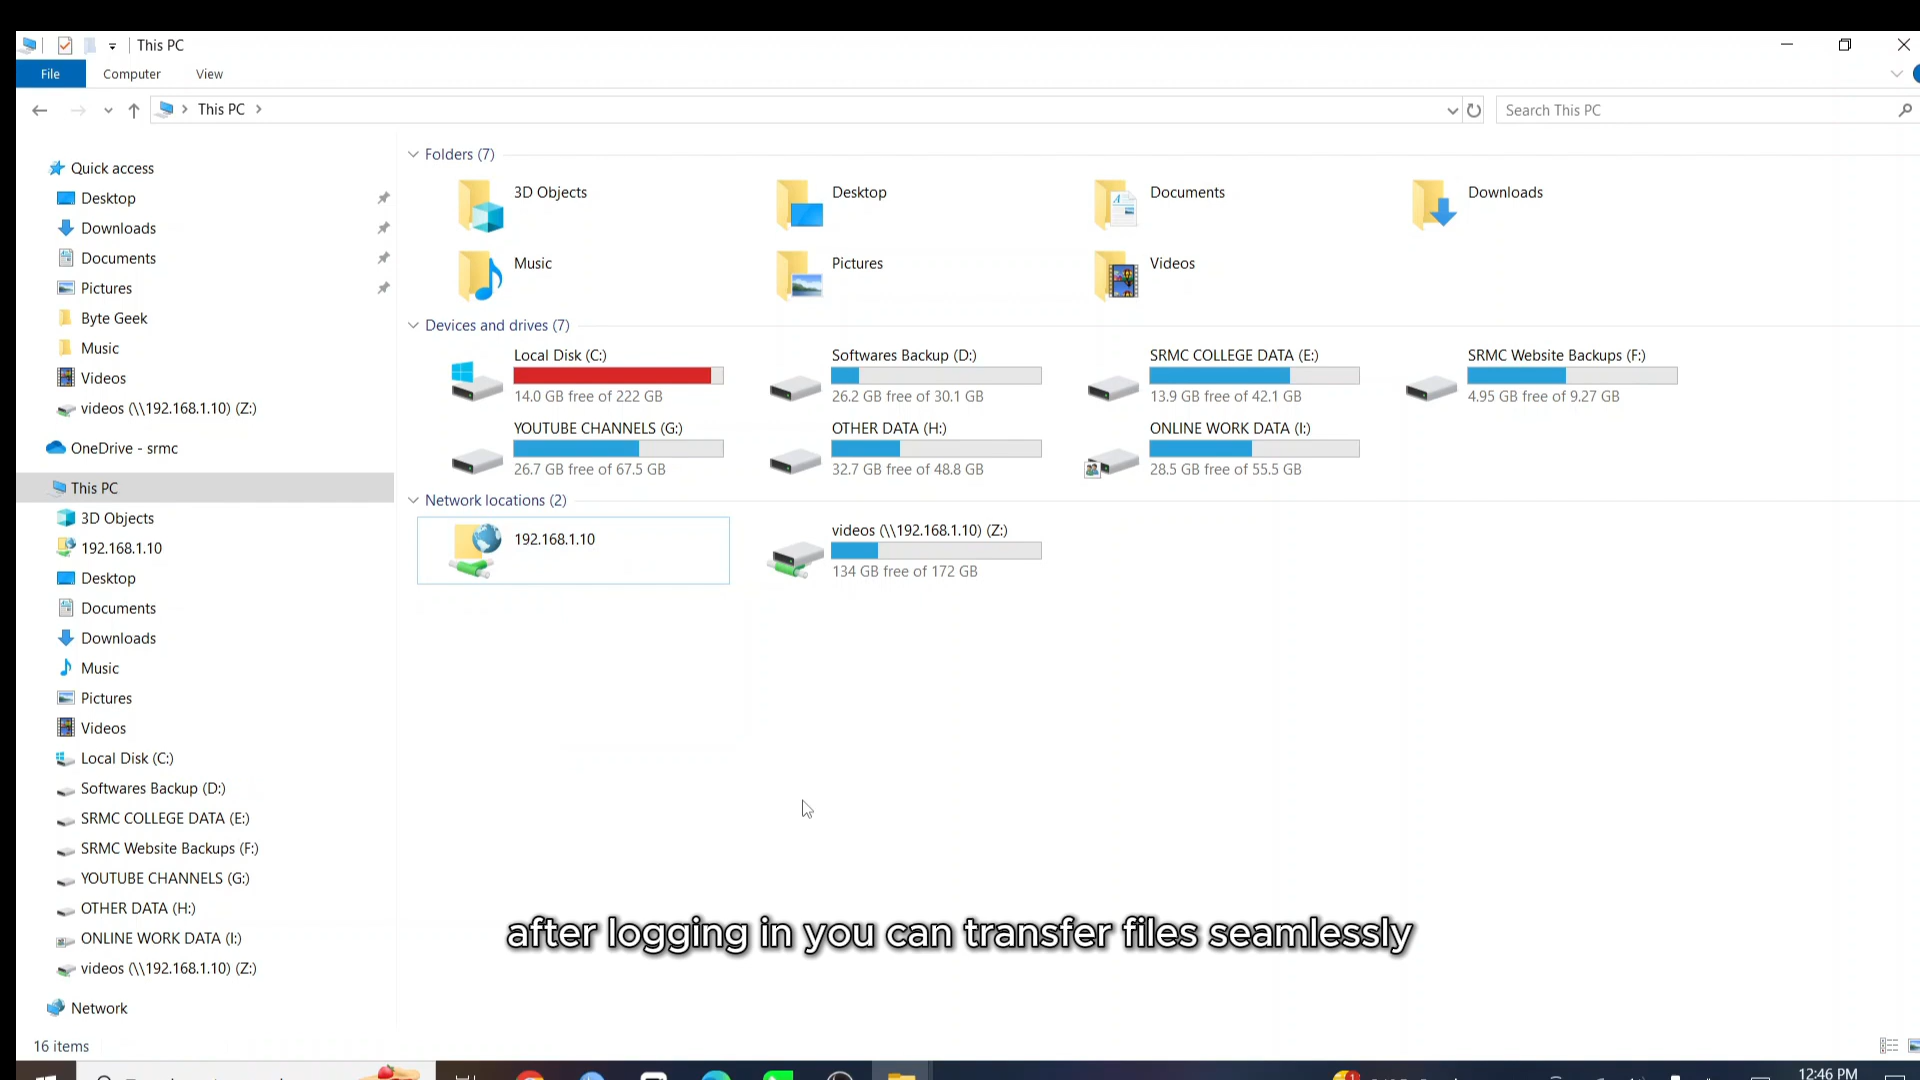 This PC
File Computer View
This PC
Search This PC
Quick access
Desktop
Downloads
Documents
Pictures
Byte Geek
Music
Videos
videos (\\192.168.1.10) (Z:)
OneDrive - srmc
This PC
3D Objects
192.168.1.10
Desktop
Documents
Downloads
Music
Pictures
Videos
Local Disk (C:)
Softwares Backup (D:)
SRMC COLLEGE DATA (E:)
SRMC Website Backups (F:)
YOUTUBE CHANNELS (G:)
OTHER DATA (H:)
ONLINE WORK DATA (I:)
videos (\\192.168.1.10) (Z:)
Network
Folders (7)
3D Objects Desktop Documents Downloads
Music Pictures Videos
Devices and drives (7)
Local Disk (C:) Softwares Backup (D:) SRMC COLLEGE DATA (E:) SRMC Website Backups (F:)
14.0 GB free of 222 GB 26.2 GB free of 30.1 GB 13.9 GB free of 42.1 GB 4.95 GB free of 9.27 GB
YOUTUBE CHANNELS (G:) OTHER DATA (H:) ONLINE WORK DATA (I:)
26.7 GB free of 67.5 GB 32.7 GB free of 48.8 GB 28.5 GB free of 55.5 GB
Network locations (2)
192.168.1.10 videos (\\192.168.1.10) (Z:)
134 GB free of 172 GB
after logging in you can transfer files seamlessly
16 items
12:46 PM